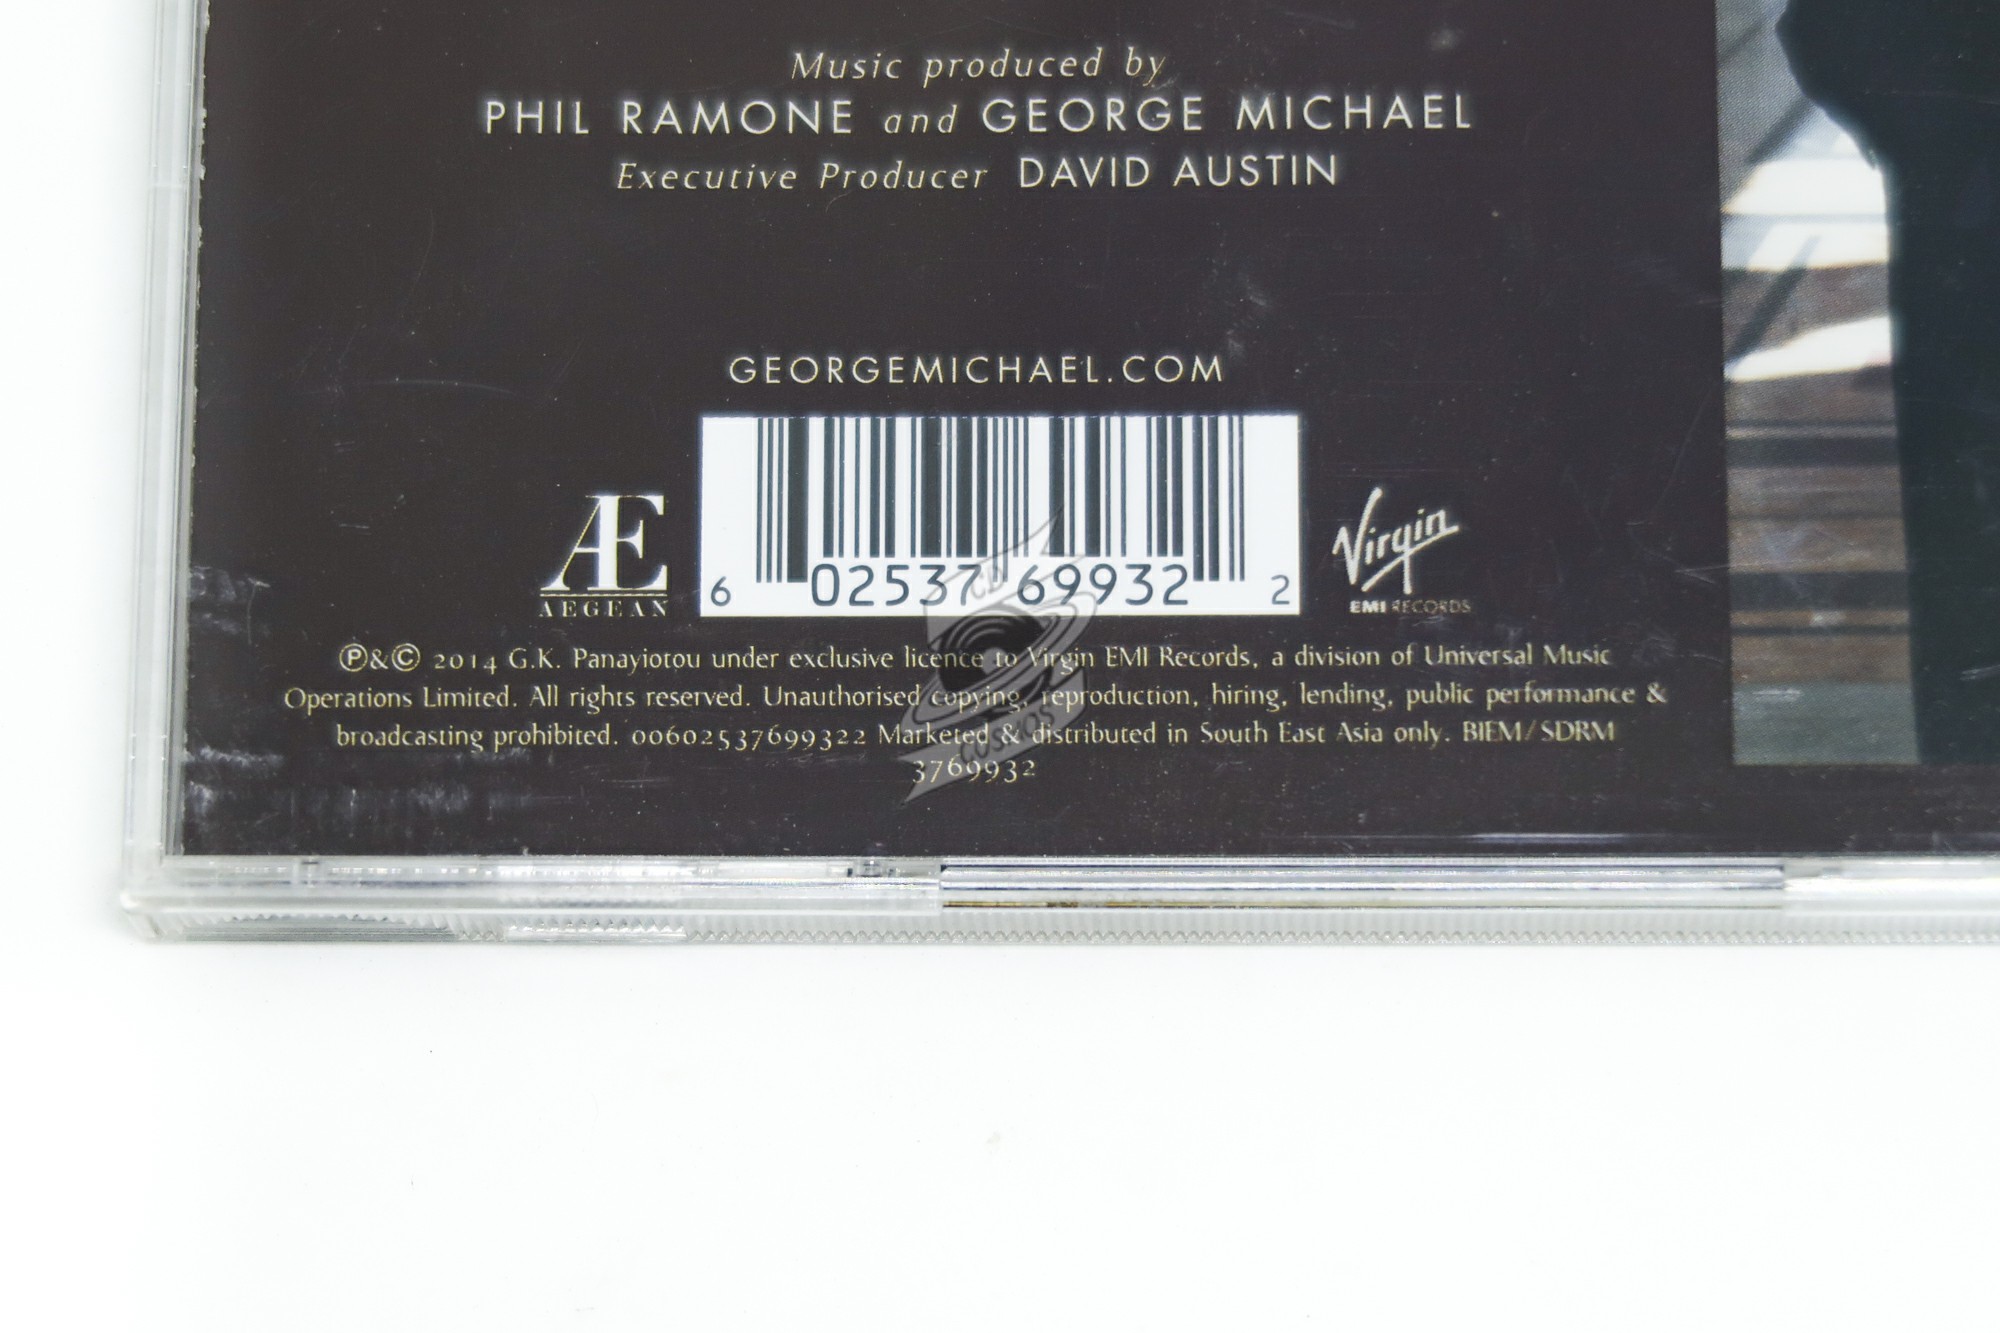 Music produced by
PHIL RAMONE and GEORGE MICHAEL
Executive Producer DAVID AUSTIN
GEORGEMICHAEL.COM
Æ
AEGEAN
6 02537 69932 2
Virgin
EMI RECORDS
CD
COSMOS
℗&© 2014 G.K. Panayiotou under exclusive licence to Virgin EMI Records, a division of Universal Music
Operations Limited. All rights reserved. Unauthorised copying, reproduction, hiring, lending, public performance &
broadcasting prohibited. 00602537699322 Marketed & distributed in South East Asia only. BIEM/SDRM
3769932